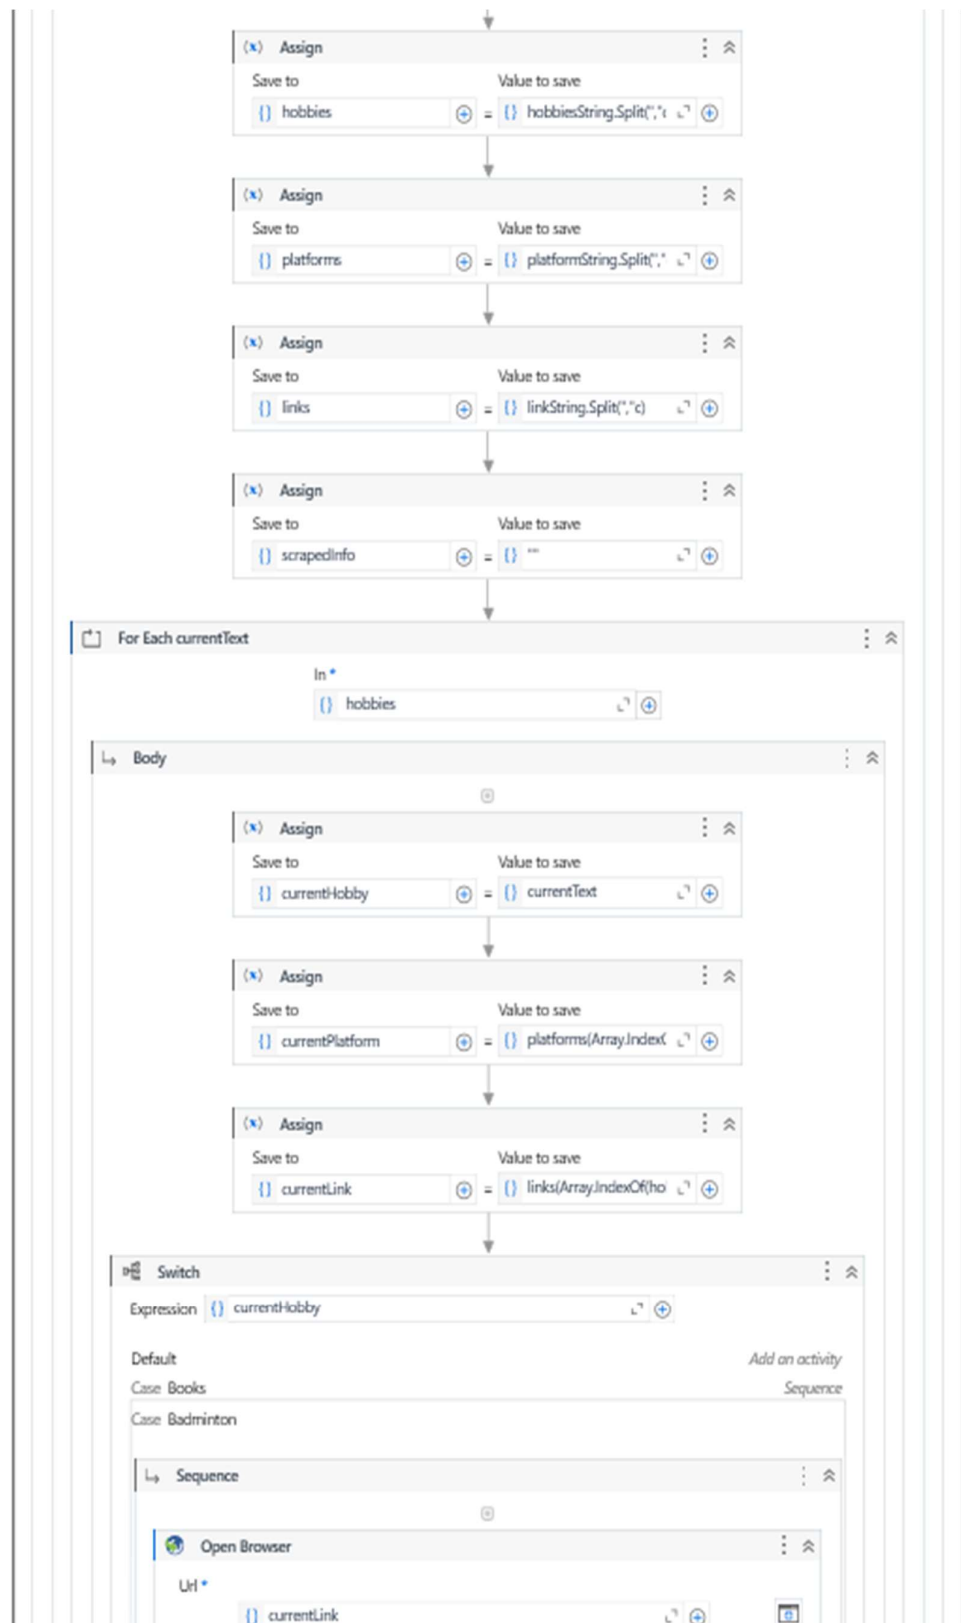 Assign
Save to Value to save
hobbies = hobbiesString.Split(","c
Assign
Save to Value to save
platforms = platformString.Split(","
Assign
Save to Value to save
links = linkString.Split(","c)
Assign
Save to Value to save
scrapedInfo = ""
For Each currentText
In *
hobbies
Body
Assign
Save to Value to save
currentHobby = currentText
Assign
Save to Value to save
currentPlatform = platforms(Array.IndexO
Assign
Save to Value to save
currentLink = links(Array.IndexOf(ho
Switch
Expression currentHobby
Default Add an activity
Case Books Sequence
Case Badminton
Sequence
Open Browser
Url *
currentLink